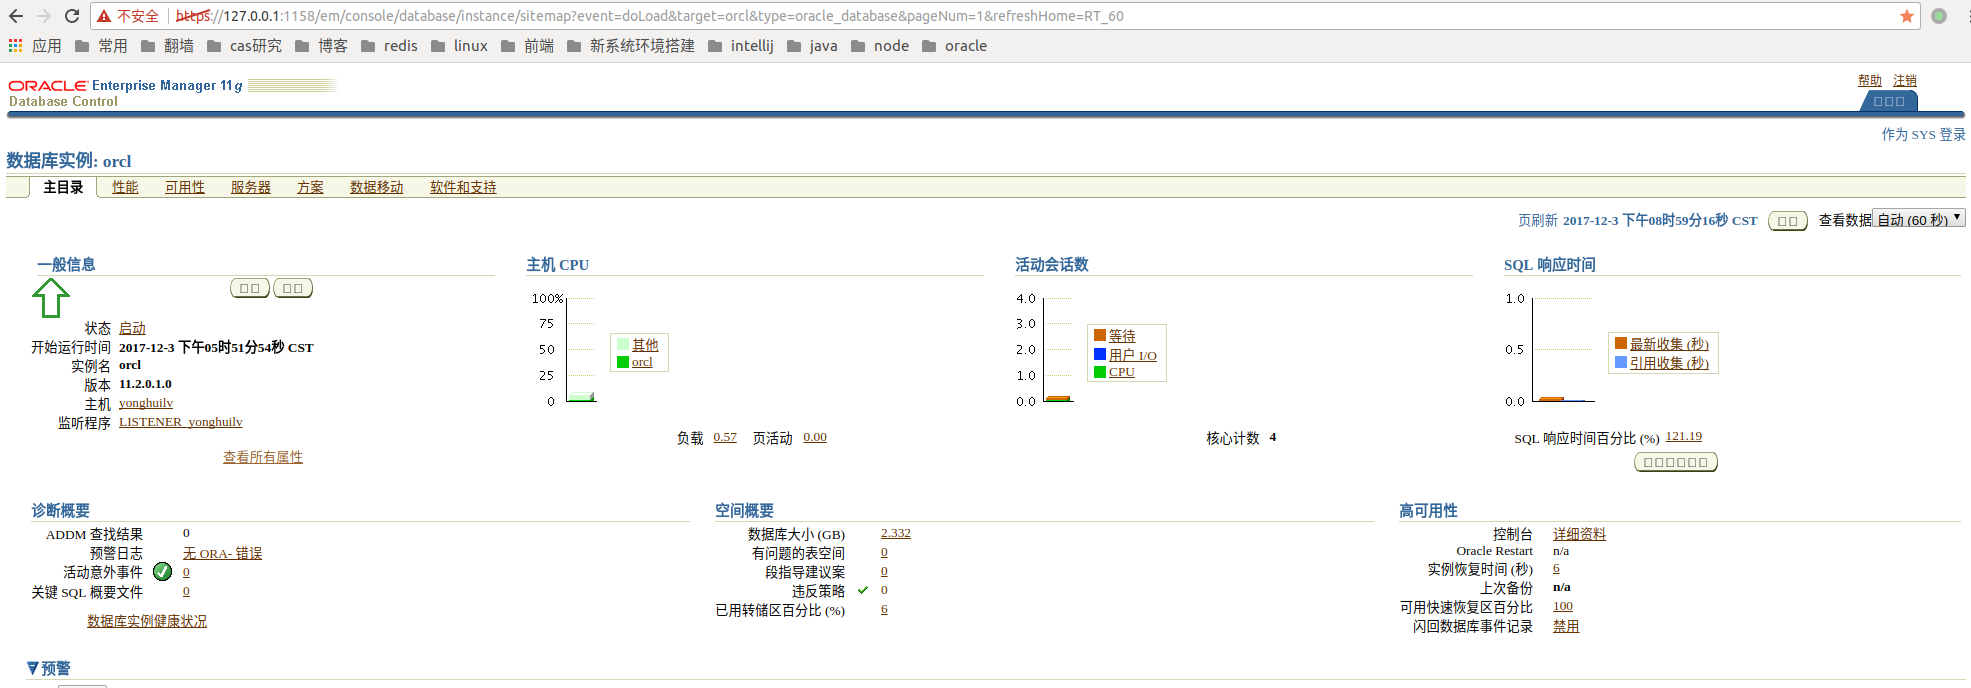 不安全 https://127.0.0.1:1158/em/console/database/instance/sitemap?event=doLoad&target=orcl&type=oracle_database&pageNum=1&refreshHome=RT_60
应用 常用 翻墙 cas研究 博客 redis linux 前端 新系统环境搭建 intellij java node oracle
ORACLE Enterprise Manager 11g
Database Control
帮助 注销
作为 SYS 登录
数据库实例: orcl
主目录 性能 可用性 服务器 方案 数据移动 软件和支持
页刷新 2017-12-3 下午08时59分16秒 CST 查看数据 自动 (60 秒)
一般信息
状态 启动
开始运行时间 2017-12-3 下午05时51分54秒 CST
实例名 orcl
版本 11.2.0.1.0
主机 yonghuilv
监听程序 LISTENER_yonghuilv
查看所有属性
主机 CPU
100%
75
50
25
0
其他
orcl
负载 0.57 页活动 0.00
活动会话数
4.0
3.0
2.0
1.0
0.0
等待
用户 I/O
CPU
核心计数 4
SQL 响应时间
1.0
0.5
0.0
最新收集 (秒)
引用收集 (秒)
SQL 响应时间百分比 (%) 121.19
诊断概要
ADDM 查找结果 0
预警日志 无 ORA- 错误
活动意外事件 0
关键 SQL 概要文件 0
数据库实例健康状况
空间概要
数据库大小 (GB) 2.332
有问题的表空间 0
段指导建议案 0
违反策略 0
已用转储区百分比 (%) 6
高可用性
控制台 详细资料
Oracle Restart n/a
实例恢复时间 (秒) 6
上次备份 n/a
可用快速恢复区百分比 100
闪回数据库事件记录 禁用
预警